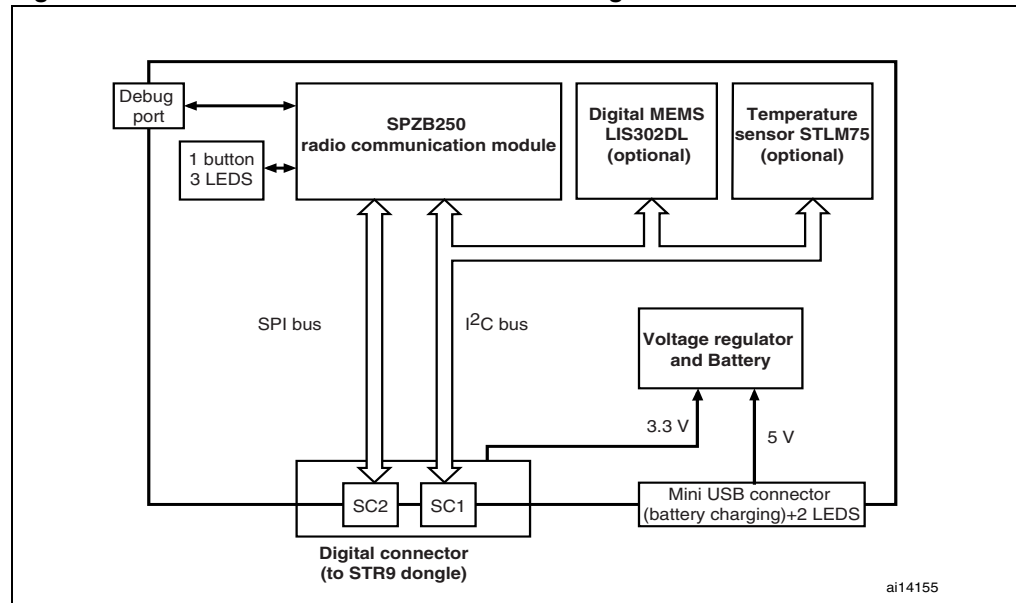 Debug
port
SPZB250
radio communication module
Digital MEMS
LIS302DL
(optional)
Temperature
sensor STLM75
(optional)
1 button
3 LEDS
SPI bus
I2C bus
Voltage regulator
and Battery
3.3 V
5 V
SC2
SC1
Mini USB connector
(battery charging)+2 LEDS
Digital connector
(to STR9 dongle)
ai14155